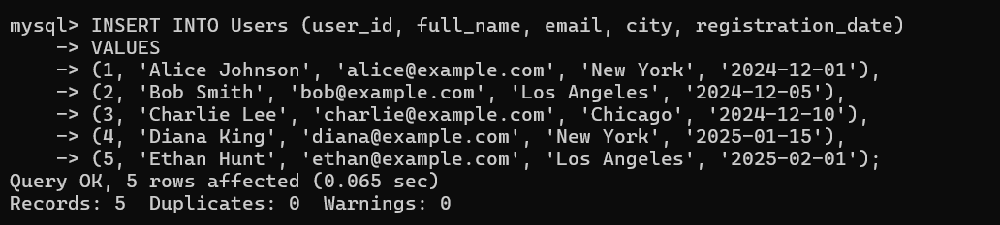 mysql> INSERT INTO Users (user_id, full_name, email, city, registration_date)
    -> VALUES
    -> (1, 'Alice Johnson', 'alice@example.com', 'New York', '2024-12-01'),
    -> (2, 'Bob Smith', 'bob@example.com', 'Los Angeles', '2024-12-05'),
    -> (3, 'Charlie Lee', 'charlie@example.com', 'Chicago', '2024-12-10'),
    -> (4, 'Diana King', 'diana@example.com', 'New York', '2025-01-15'),
    -> (5, 'Ethan Hunt', 'ethan@example.com', 'Los Angeles', '2025-02-01');
Query OK, 5 rows affected (0.065 sec)
Records: 5  Duplicates: 0  Warnings: 0